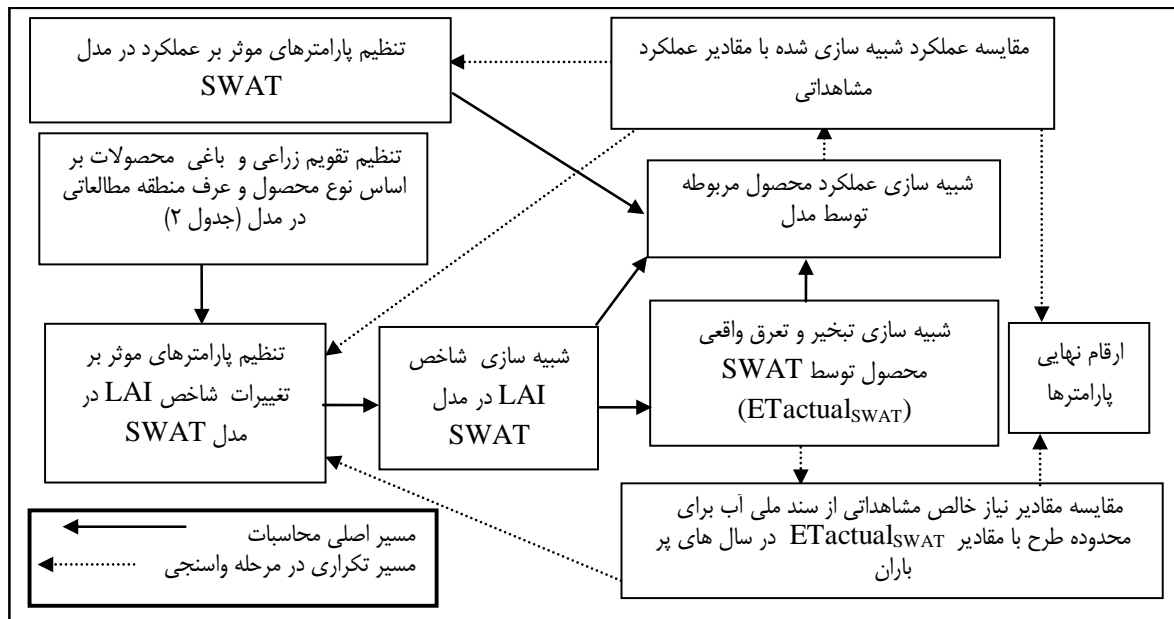 تنظیم پارامترهای موثر بر عملکرد در مدل
SWAT
مقایسه عملکرد شبیه سازی شده با مقادیر عملکرد
مشاهداتی
تنظیم تقویم زراعی و باغی محصولات بر
اساس نوع محصول و عرف منطقه مطالعاتی
در مدل (جدول ۲)
شبیه سازی عملکرد محصول مربوطه
توسط مدل
تنظیم پارامترهای موثر بر
تغییرات شاخص LAI در
مدل SWAT
شبیه سازی شاخص
LAI در مدل
SWAT
شبیه سازی تبخیر و تعرق واقعی
محصول توسط SWAT
(ETactualSWAT)
ارقام نهایی
پارامترها
مقایسه مقادیر نیاز خالص مشاهداتی از سند ملی آب برای
محدوده طرح با مقادیر ETactualSWAT در سال های پر
باران
مسیر اصلی محاسبات
مسیر تکراری در مرحله واسنجی